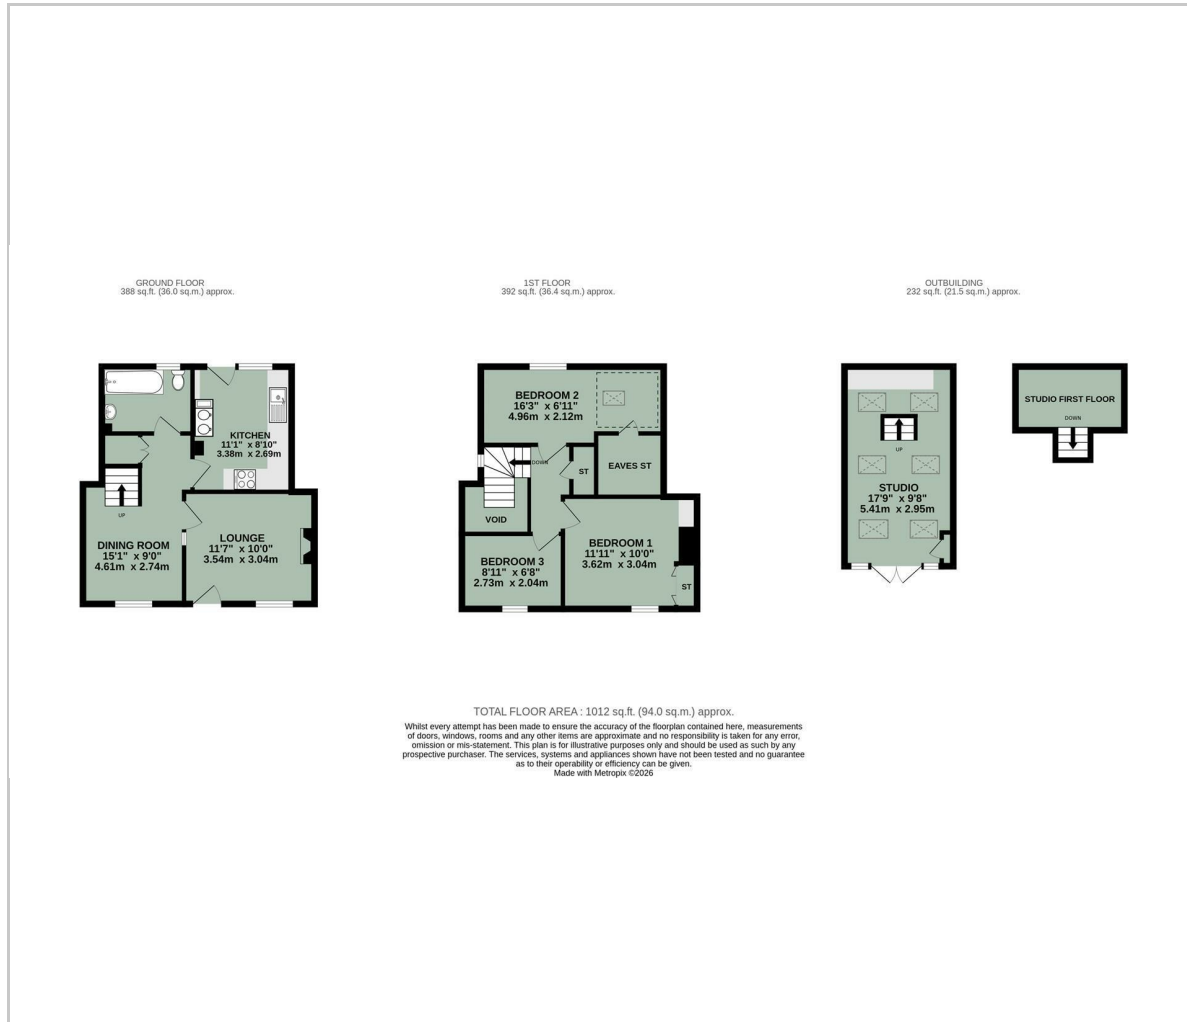 GROUND FLOOR
388 sq.ft. (36.0 sq.m.) approx.
KITCHEN
11'1" x 8'10"
3.38m x 2.69m
UP
DINING ROOM
15'1" x 9'0"
4.61m x 2.74m
LOUNGE
11'7" x 10'0"
3.54m x 3.04m
1ST FLOOR
392 sq.ft. (36.4 sq.m.) approx.
BEDROOM 2
16'3" x 6'11"
4.96m x 2.12m
DOWN
ST
EAVES ST
VOID
BEDROOM 1
11'11" x 10'0"
3.62m x 3.04m
BEDROOM 3
8'11" x 6'8"
2.73m x 2.04m
ST
OUTBUILDING
232 sq.ft. (21.5 sq.m.) approx.
UP
STUDIO
17'9" x 9'8"
5.41m x 2.95m
STUDIO FIRST FLOOR
DOWN
TOTAL FLOOR AREA : 1012 sq.ft. (94.0 sq.m.) approx.
Whilst every attempt has been made to ensure the accuracy of the floorplan contained here, measurements
of doors, windows, rooms and any other items are approximate and no responsibility is taken for any error,
omission or mis-statement. This plan is for illustrative purposes only and should be used as such by any
prospective purchaser. The services, systems and appliances shown have not been tested and no guarantee
as to their operability or efficiency can be given.
Made with Metropix ©2026